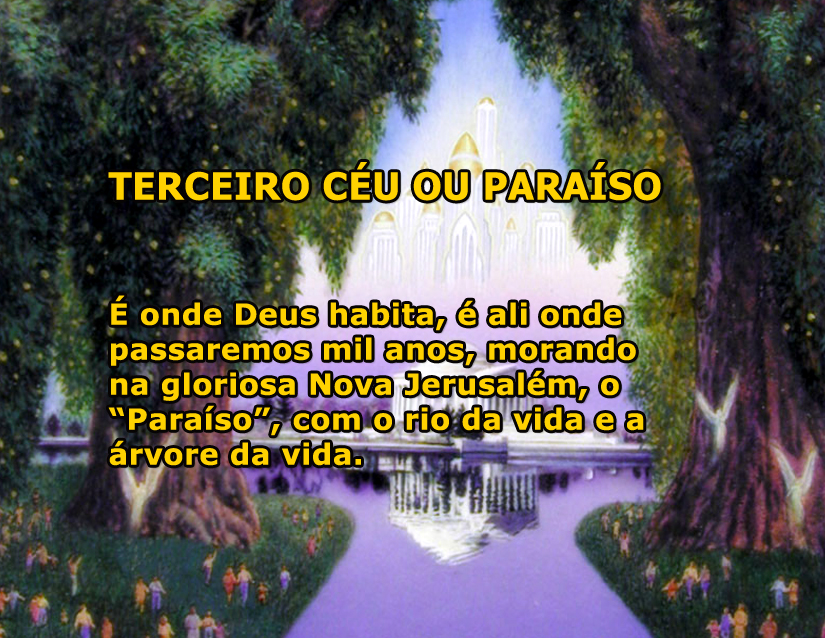 TERCEIRO CÉU OU PARAÍSO
É onde Deus habita, é ali onde
passaremos mil anos, morando
na gloriosa Nova Jerusalém, o
“Paraíso”, com o rio da vida e a
árvore da vida.